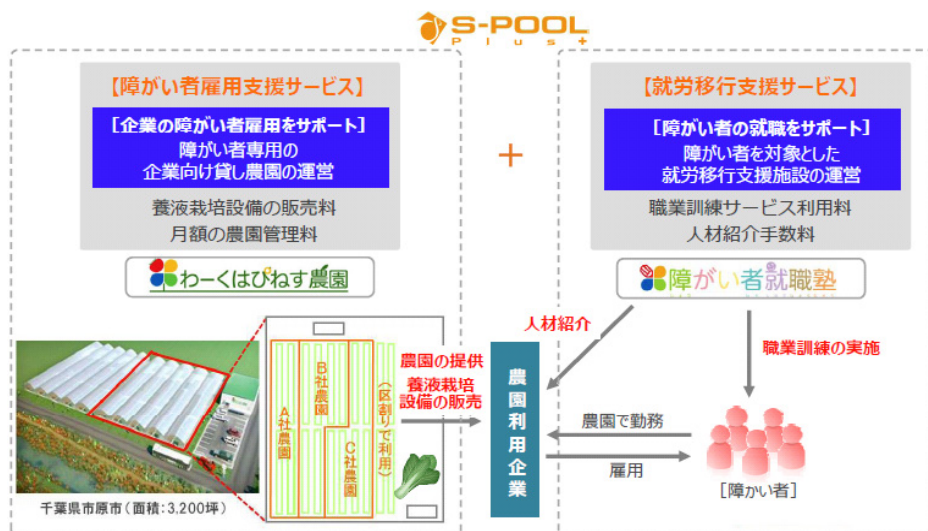 S-POOL
Plus+
【障がい者雇用支援サービス】
[企業の障がい者雇用をサポート]
障がい者専用の
企業向け貸し農園の運営
養液栽培設備の販売料
月額の農園管理料
わーくはぴねす農園
+
【就労移行支援サービス】
[障がい者の就職をサポート]
障がい者を対象とした
就労移行支援施設の運営
職業訓練サービス利用料
人材紹介手数料
障がい者就職塾
千葉県市原市(面積:3,200坪)
A社農園
B社農園
C社農園
(区割りで利用)
農園の提供
養液栽培
設備の販売
農園利用企業
人材紹介
職業訓練の実施
農園で勤務
雇用
[障かい者]